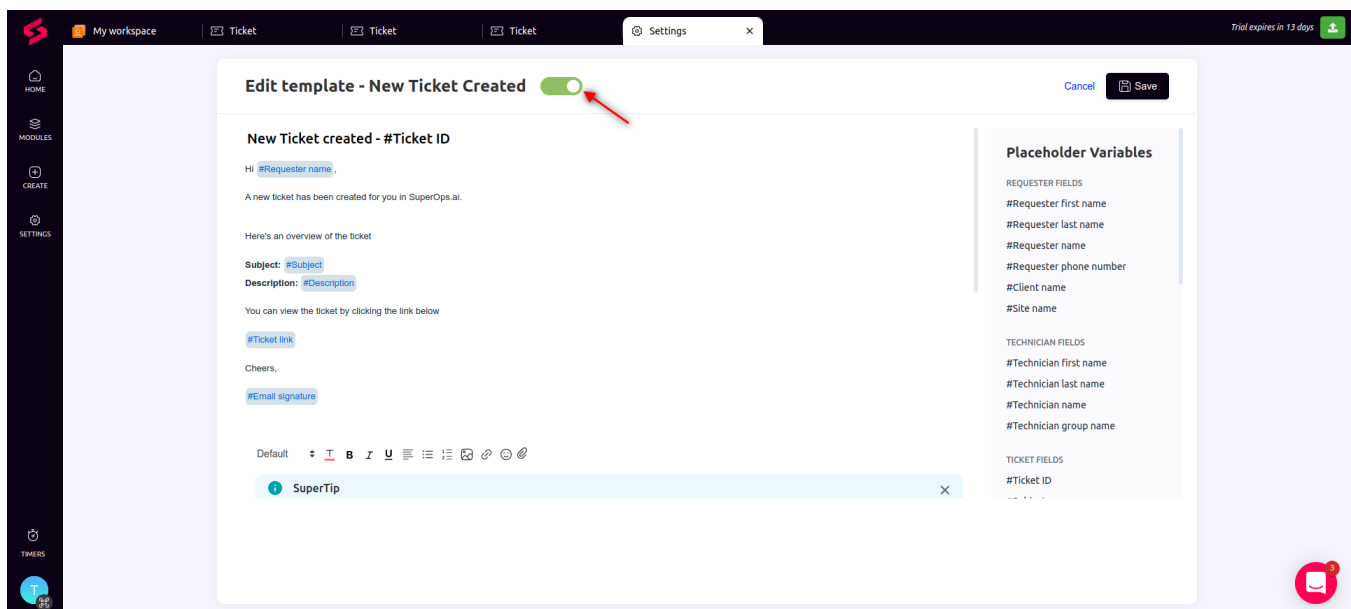 My workspace
Ticket
Ticket
Ticket
Settings
Trial expires in 13 days
HOME
MODULES
CREATE
SETTINGS
TIMERS
T
Edit template - New Ticket Created
Cancel
Save
New Ticket created - #Ticket ID
Hi #Requester name ,
A new ticket has been created for you in SuperOps.ai.
Here's an overview of the ticket
Subject: #Subject
Description: #Description
You can view the ticket by clicking the link below
#Ticket link
Cheers,
#Email signature
Default T B I U
SuperTip
Placeholder Variables
REQUESTER FIELDS
#Requester first name
#Requester last name
#Requester name
#Requester phone number
#Client name
#Site name
TECHNICIAN FIELDS
#Technician first name
#Technician last name
#Technician name
#Technician group name
TICKET FIELDS
#Ticket ID
3